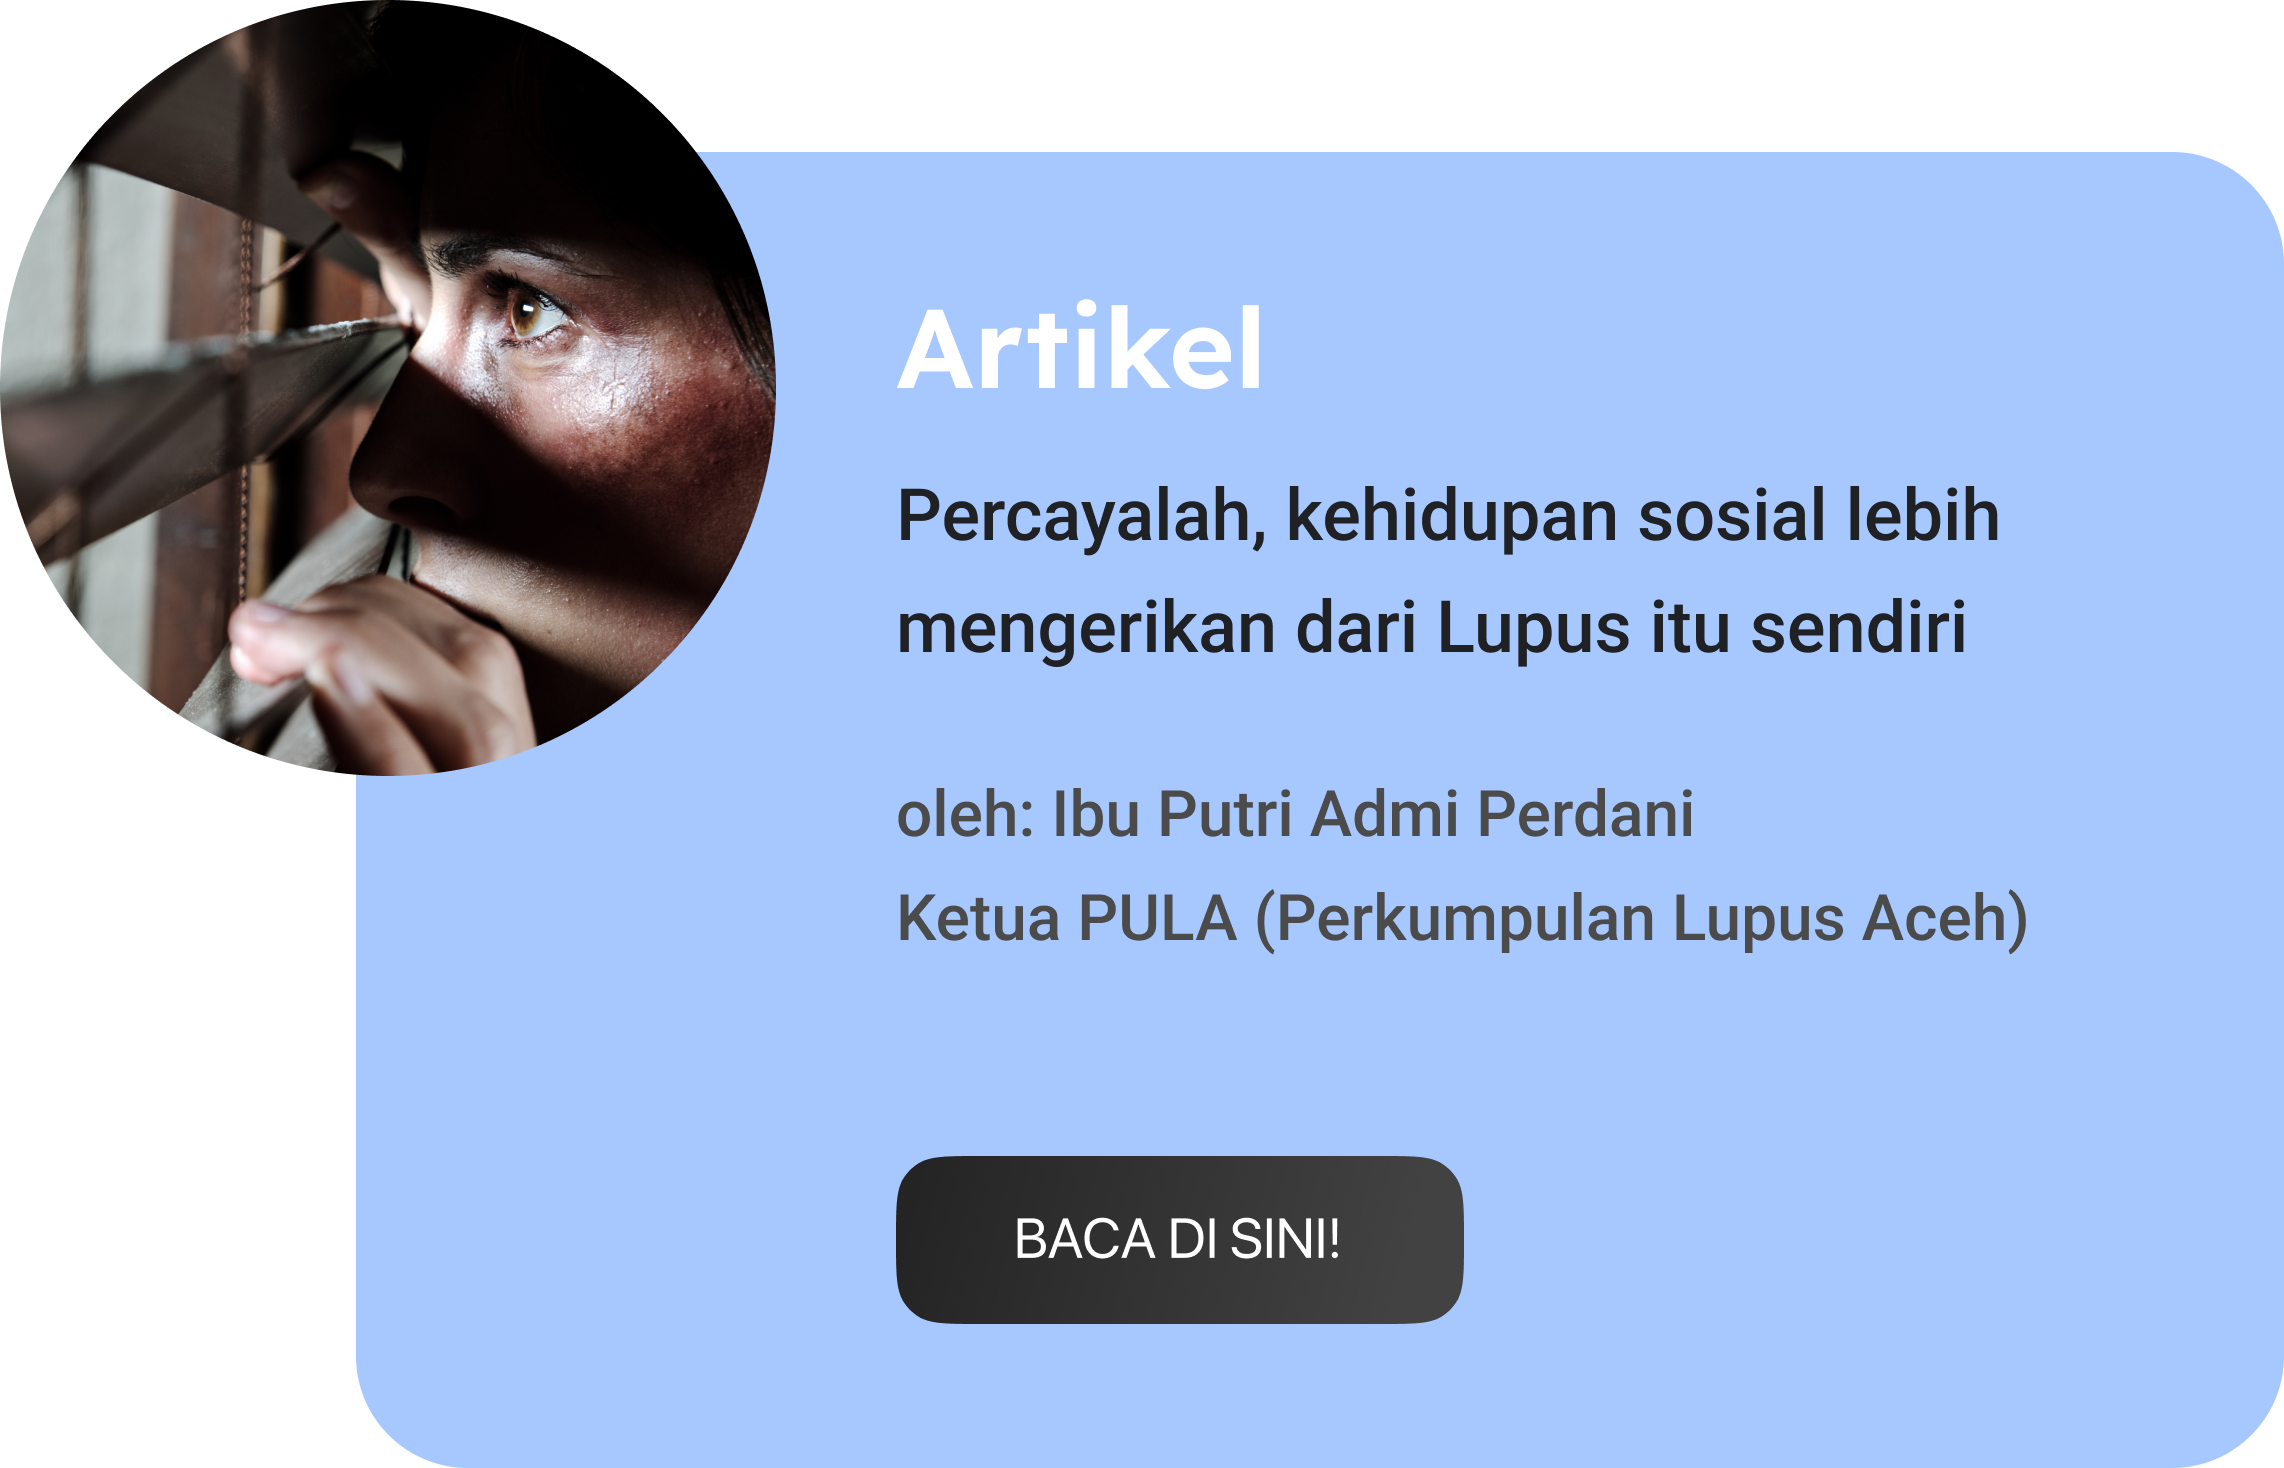 Artikel
Percayalah, kehidupan sosial lebih
mengerikan dari Lupus itu sendiri
oleh: Ibu Putri Admi Perdani
Ketua PULA (Perkumpulan Lupus Aceh)
BACA DI SINI!